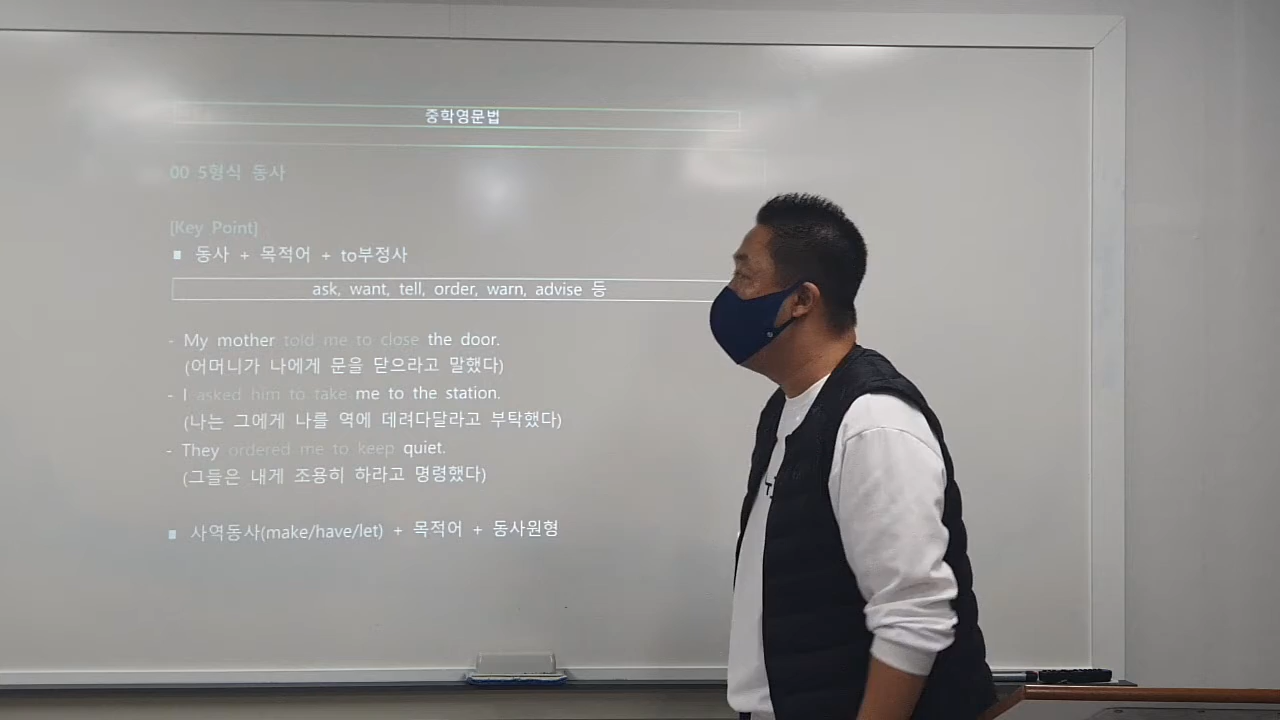 중학영문법
00 5형식 동사
[Key Point]
▪ 동사 + 목적어 + to부정사
ask, want, tell, order, warn, advise 등
- My mother told me to close the door.
(어머니가 나에게 문을 닫으라고 말했다)
- I asked him to take me to the station.
(나는 그에게 나를 역에 데려다달라고 부탁했다)
- They ordered me to keep quiet.
(그들은 내게 조용히 하라고 명령했다)
▪ 사역동사(make/have/let) + 목적어 + 동사원형